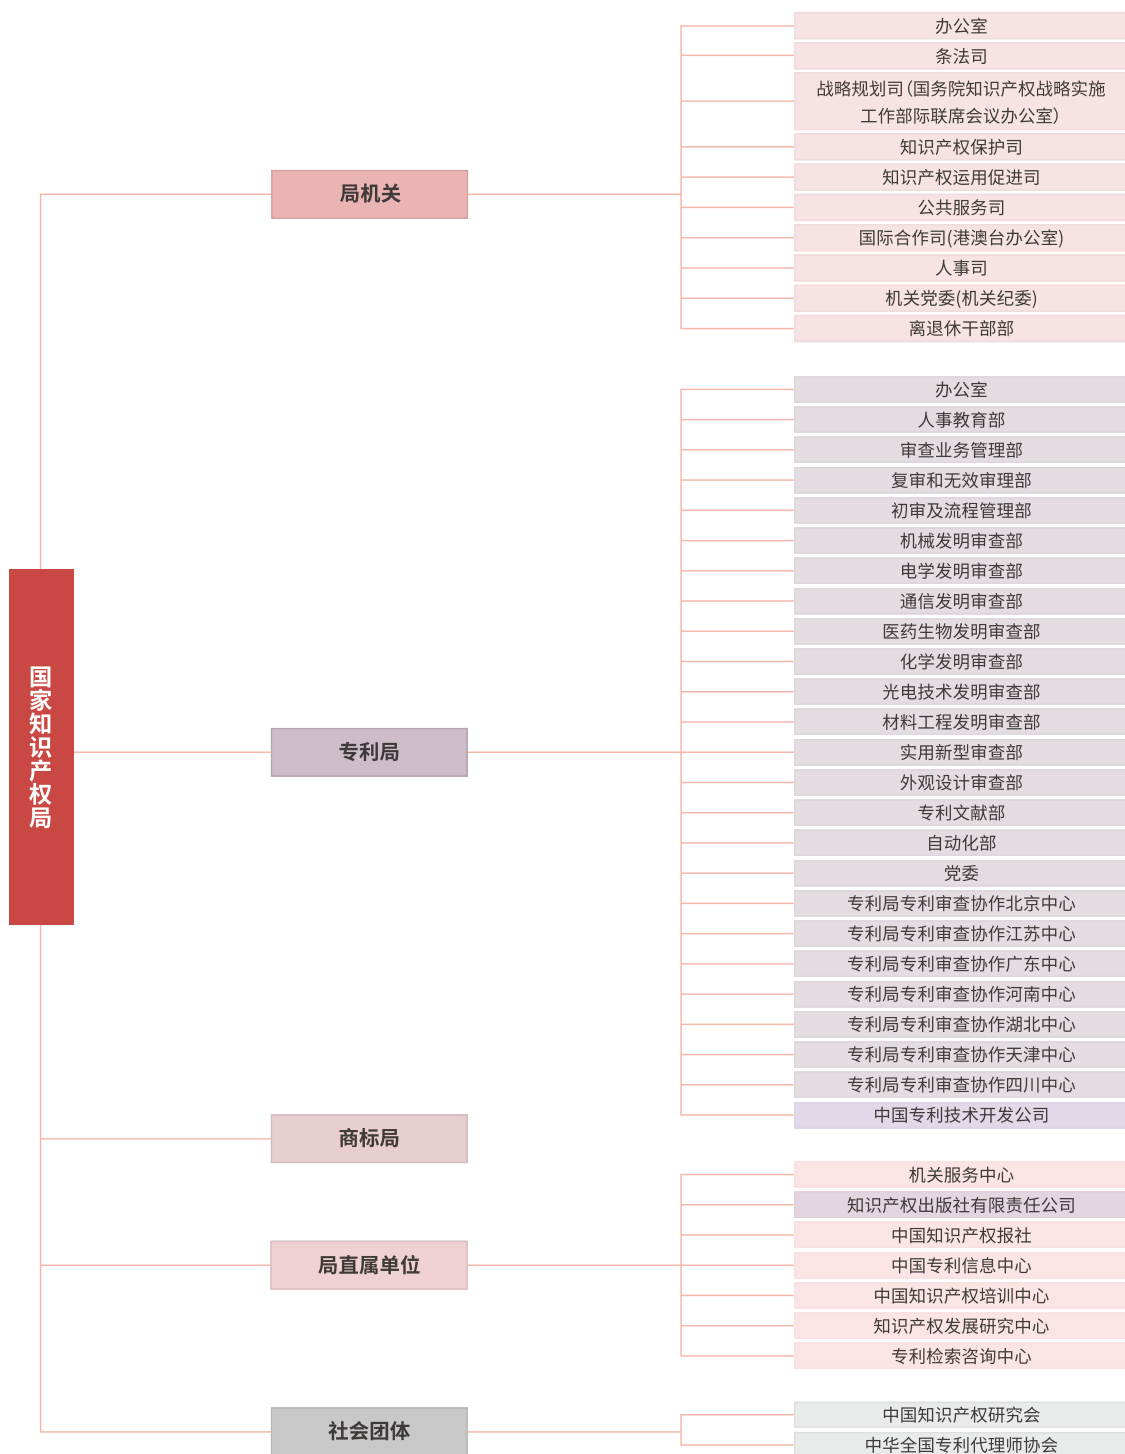 国家知识产权局
局机关
办公室
条法司
战略规划司(国务院知识产权战略实施
工作部际联席会议办公室)
知识产权保护司
知识产权运用促进司
公共服务司
国际合作司(港澳台办公室)
人事司
机关党委(机关纪委)
离退休干部部
专利局
办公室
人事教育部
审查业务管理部
复审和无效审理部
初审及流程管理部
机械发明审查部
电学发明审查部
通信发明审查部
医药生物发明审查部
化学发明审查部
光电技术发明审查部
材料工程发明审查部
实用新型审查部
外观设计审查部
专利文献部
自动化部
党委
专利局专利审查协作北京中心
专利局专利审查协作江苏中心
专利局专利审查协作广东中心
专利局专利审查协作河南中心
专利局专利审查协作湖北中心
专利局专利审查协作天津中心
专利局专利审查协作四川中心
中国专利技术开发公司
商标局
局直属单位
机关服务中心
知识产权出版社有限责任公司
中国知识产权报社
中国专利信息中心
中国知识产权培训中心
知识产权发展研究中心
专利检索咨询中心
社会团体
中国知识产权研究会
中华全国专利代理师协会